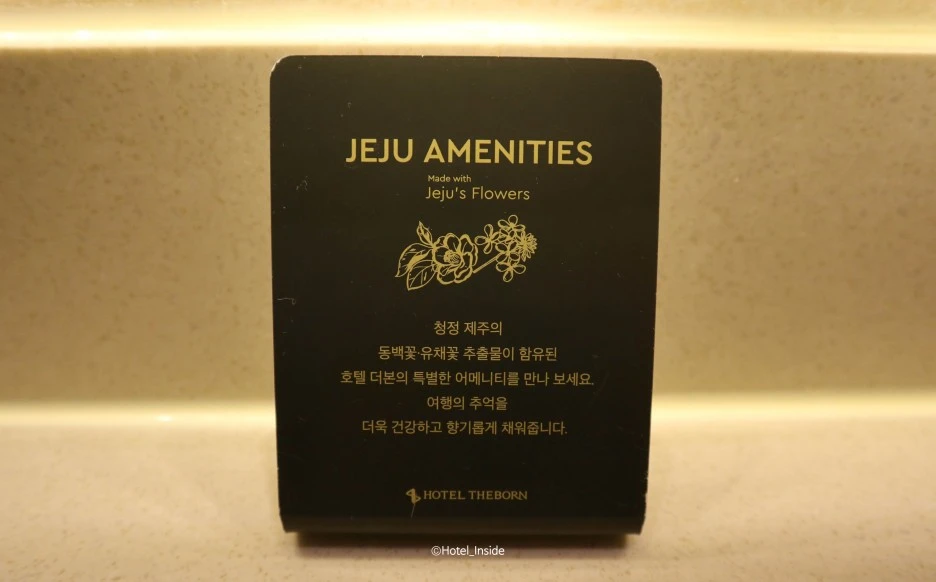 JEJU AMENITIES
Made with
Jeju's Flowers
청정 제주의
동백꽃·유채꽃 추출물이 함유된
호텔 더본의 특별한 어메니티를 만나 보세요.
여행의 추억을
더욱 건강하고 향기롭게 채워줍니다.
HOTEL THEBORN
©Hotel_Inside